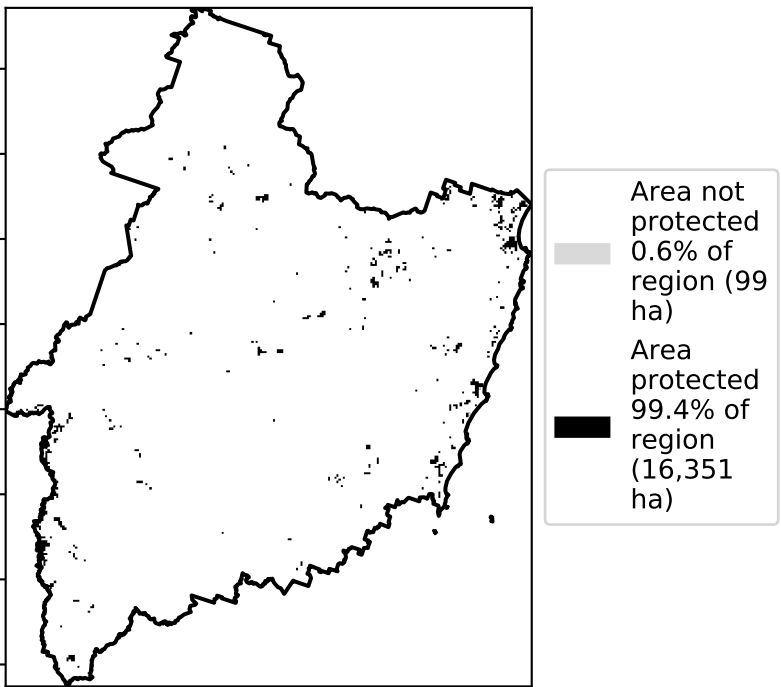 Area not
protected
0.6% of
region (99
ha)
Area
protected
99.4% of
region
(16,351
ha)